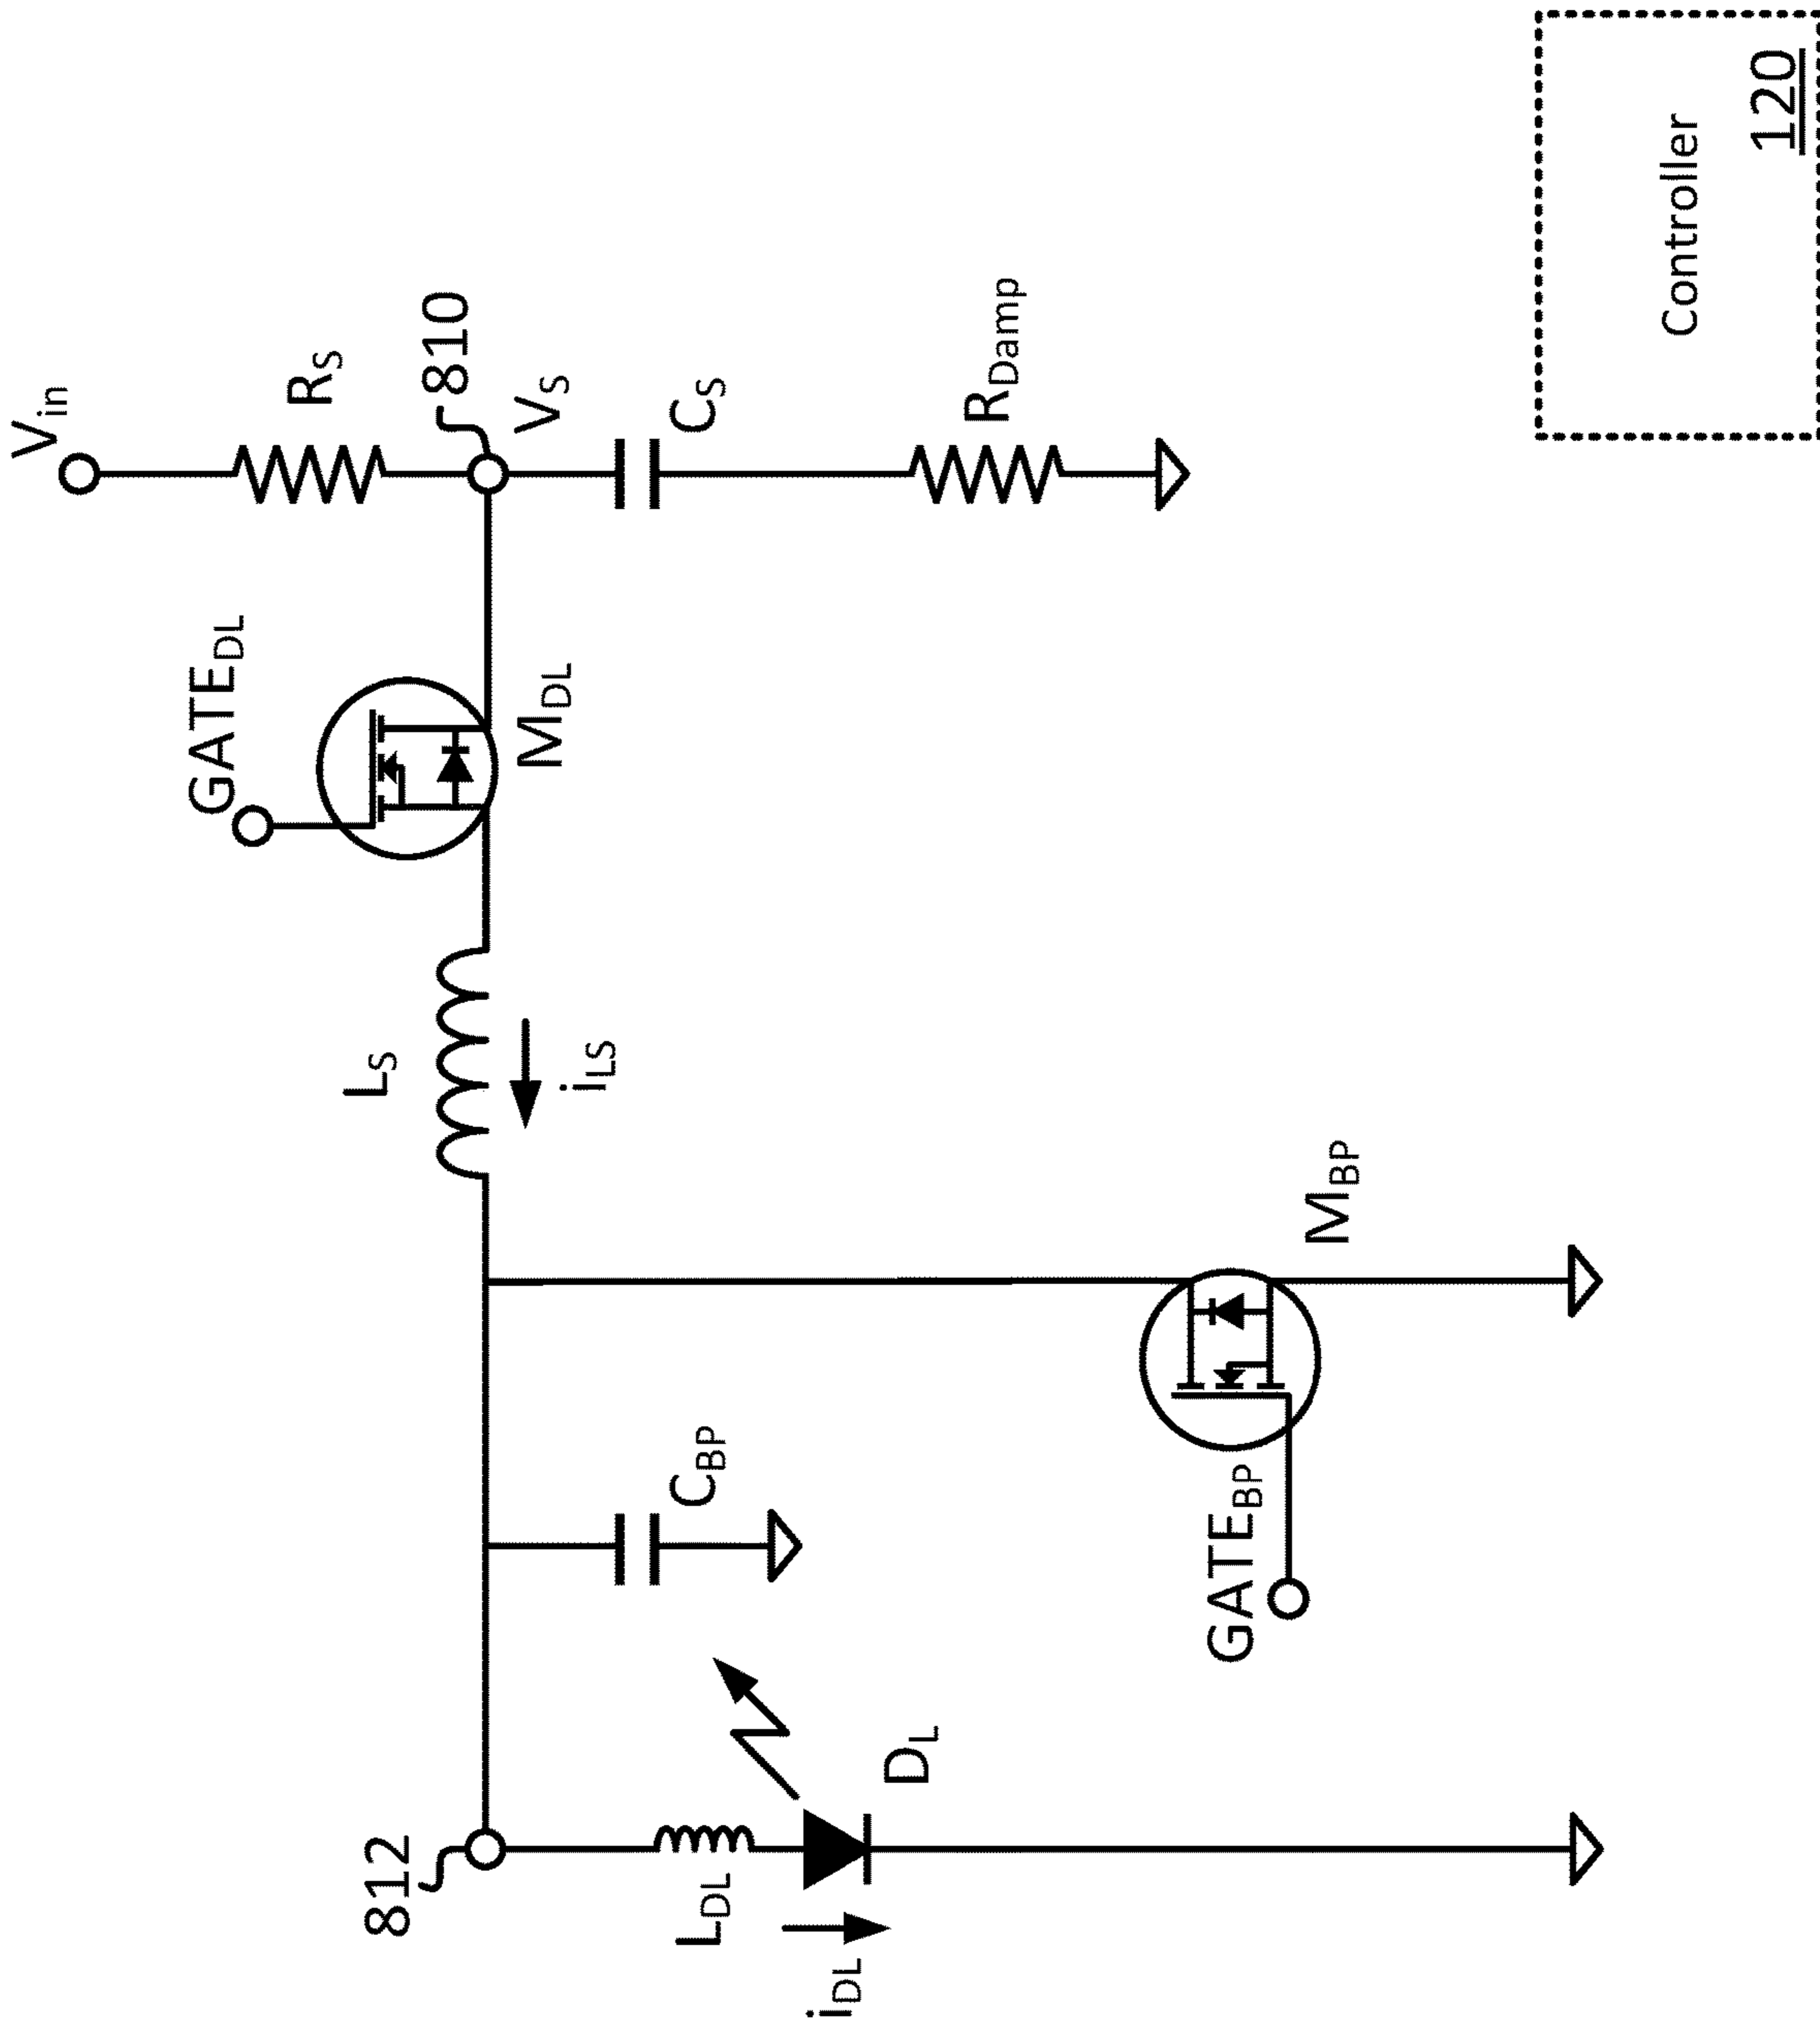 V_in
R_S
810
V_S
C_S
R_Damp
GATE_DL
M_DL
L_S
i_LS
M_BP
GATE_BP
C_BP
812
L_DL
D_L
i_DL
Controller
120